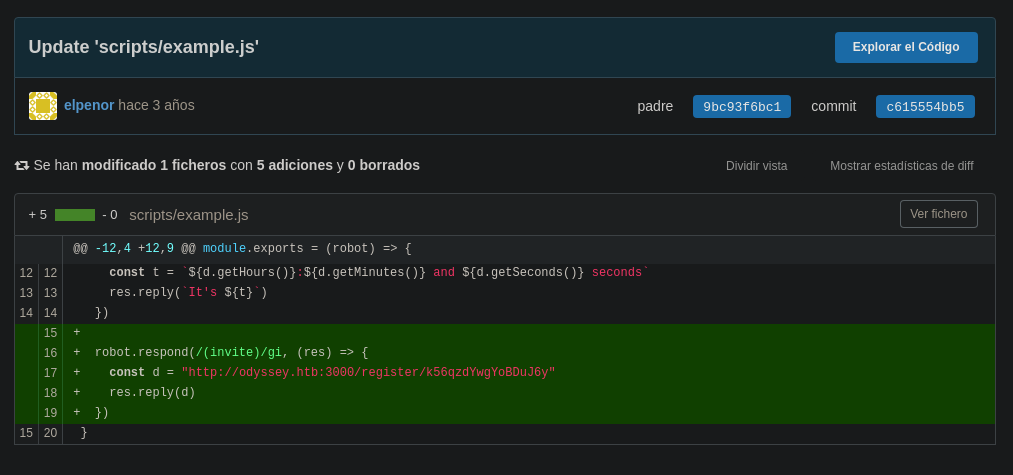 Update 'scripts/example.js'
Explorar el Código
elpenor hace 3 años
padre 9bc93f6bc1 commit c615554bb5
Se han modificado 1 ficheros con 5 adiciones y 0 borrados
Dividir vista
Mostrar estadísticas de diff
+ 5 - 0 scripts/example.js
Ver fichero
@@ -12,4 +12,9 @@ module.exports = (robot) => {
12 12 const t = `${d.getHours()}:${d.getMinutes()} and ${d.getSeconds()} seconds`
13 13 res.reply(`It's ${t}`)
14 14 })
15 +
16 + robot.respond(/(invite)/gi, (res) => {
17 + const d = "http://odyssey.htb:3000/register/k56qzdYwgYoBDuJ6y"
18 + res.reply(d)
19 + })
15 20 }